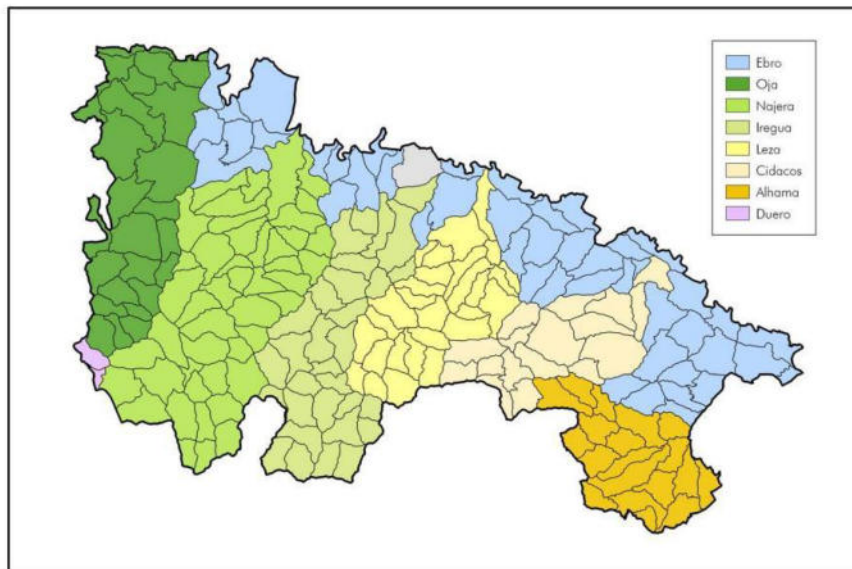 Ebro
Oja
Najera
Iregua
Leza
Cidacos
Alhama
Duero